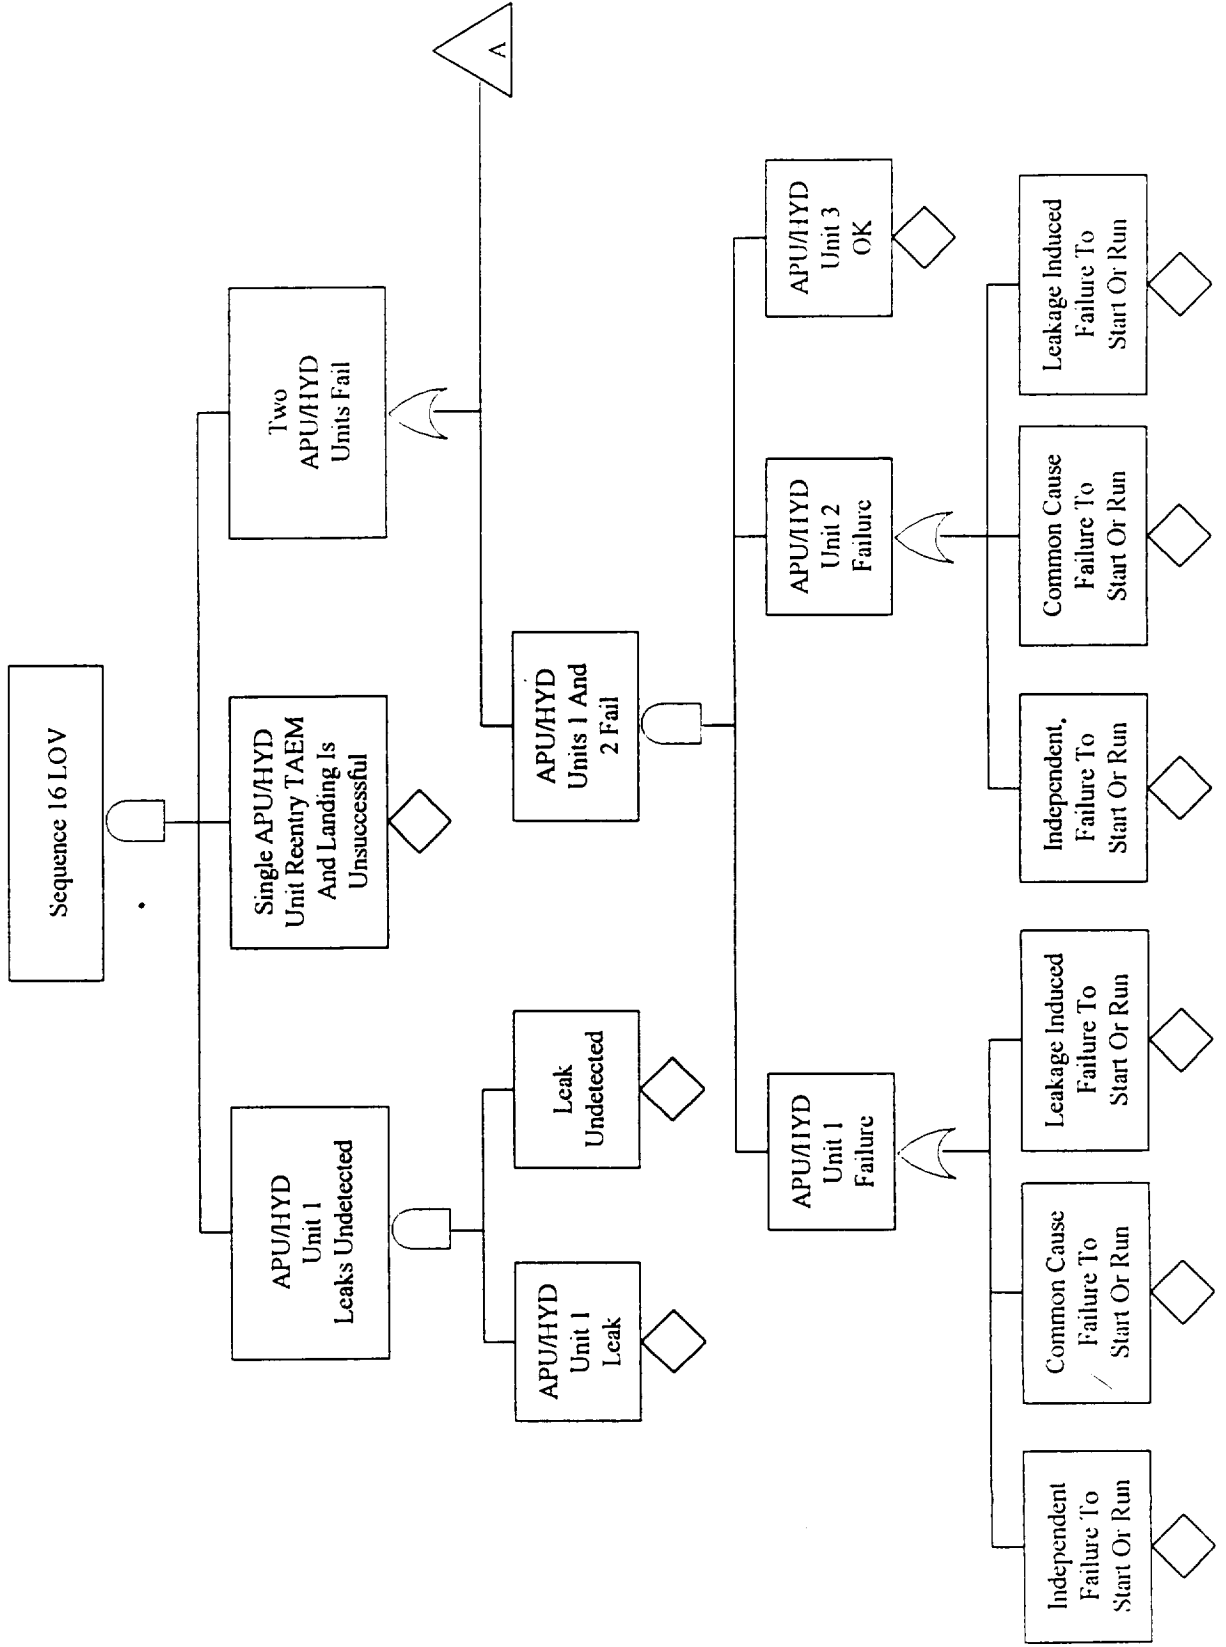 Sequence 16 LOV
APU/HYD
Unit 1
Leaks Undetected
Single APU/HYD
Unit Reentry TAEM
And Landing Is
Unsuccessful
Two
APU/HYD
Units Fail
APU/HYD
Unit 1
Leak
Leak
Undetected
APU/HYD
Units 1 And
2 Fail
A
APU/HYD
Unit 1
Failure
APU/HYD
Unit 2
Failure
APU/HYD
Unit 3
OK
Independent
Failure To
Start Or Run
Common Cause
Failure To
Start Or Run
Leakage Induced
Failure To
Start Or Run
Independent
Failure To
Start Or Run
Common Cause
Failure To
Start Or Run
Leakage Induced
Failure To
Start Or Run